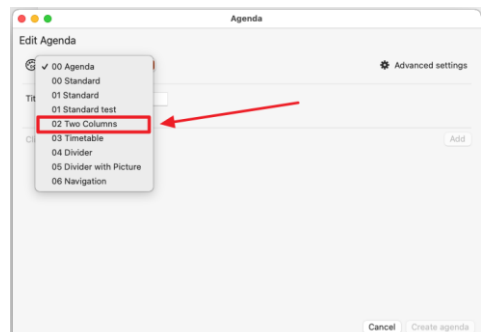 Agenda
Edit Agenda
✓ 00 Agenda
00 Standard
01 Standard
01 Standard test
02 Two Columns
03 Timetable
04 Divider
05 Divider with Picture
06 Navigation
Advanced settings
Tit
Add
Cancel
Create agenda